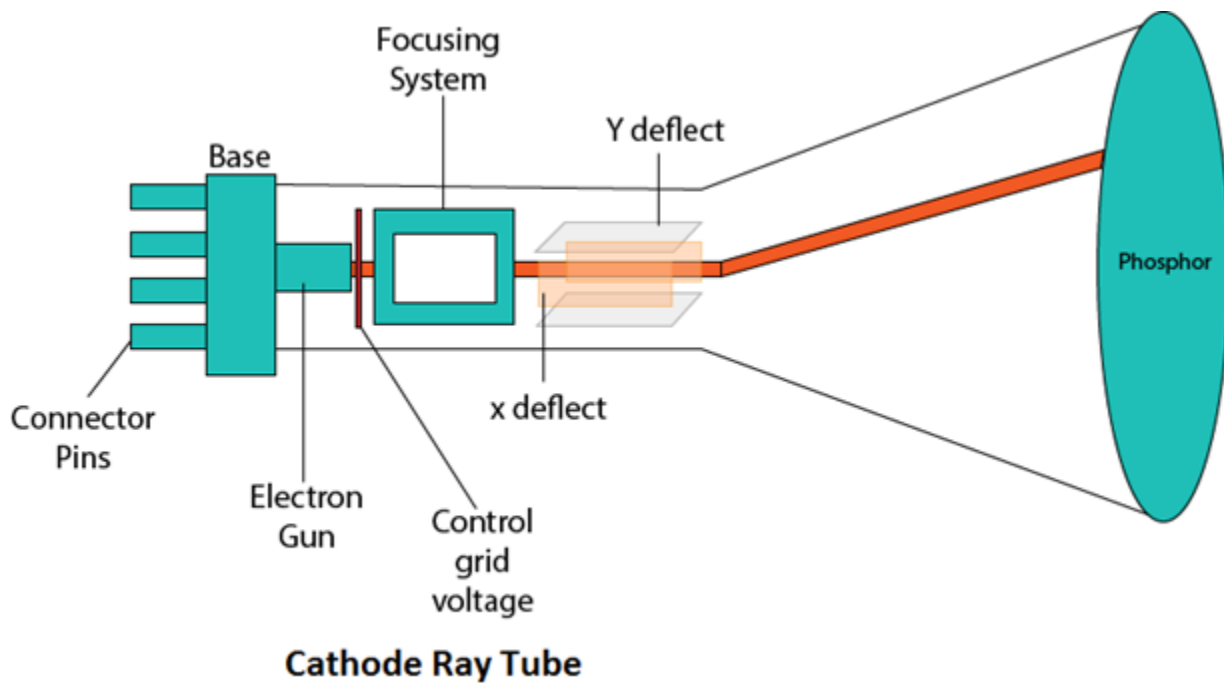 Focusing
System
Y deflect
Base
Phosphor
x deflect
Connector
Pins
Electron
Gun
Control
grid
voltage
Cathode Ray Tube